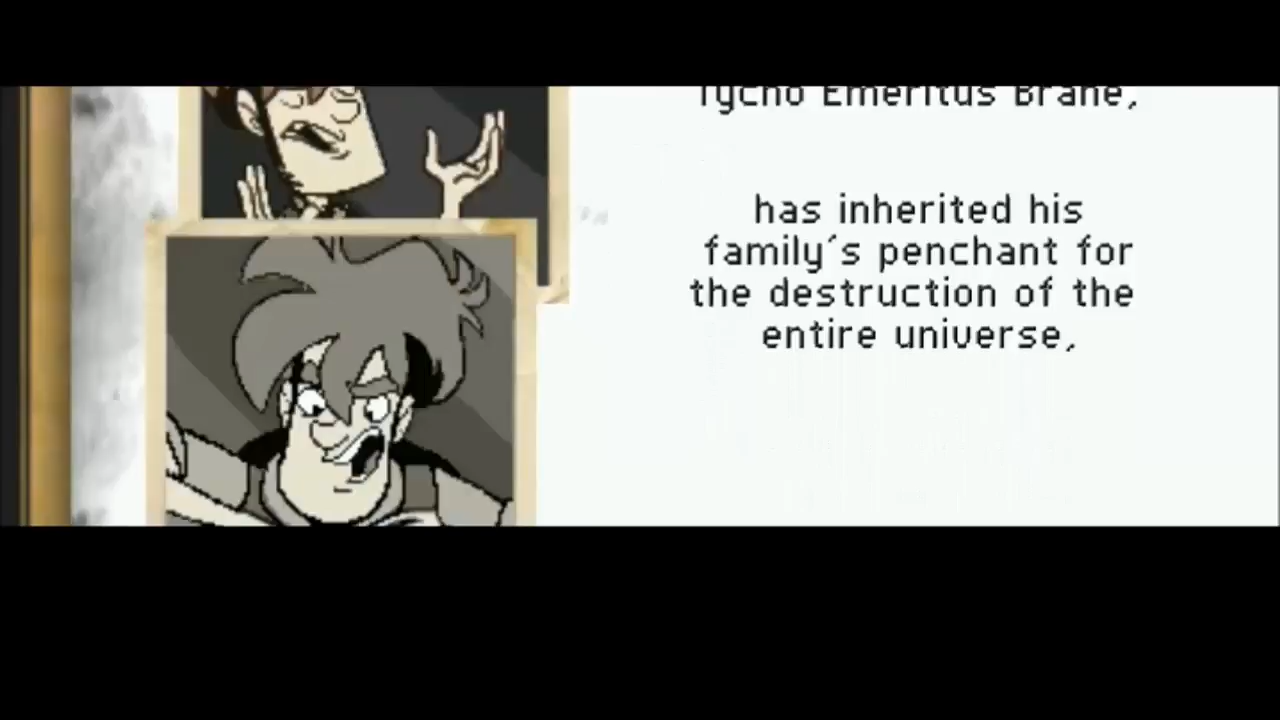 Tycho Emeritus Brahe,
has inherited his
family's penchant for
the destruction of the
entire universe,